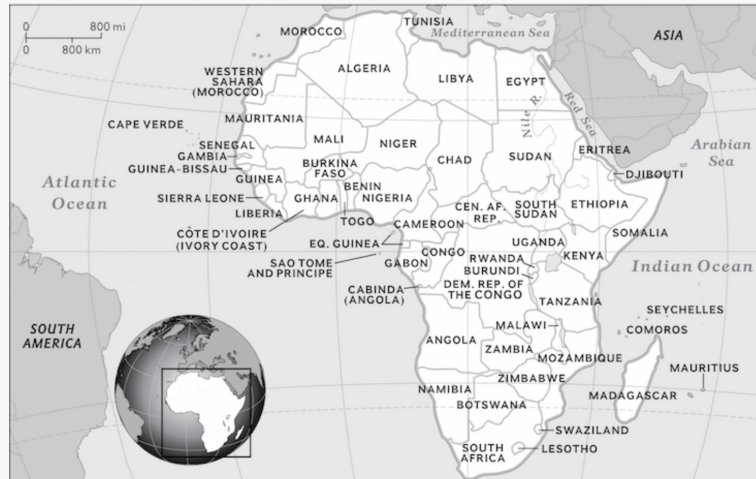 0 800 mi
0 800 km
TUNISIA
MOROCCO
Mediterranean Sea
ASIA
WESTERN
SAHARA
(MOROCCO)
ALGERIA
LIBYA
EGYPT
Nile R.
Red Sea
CAPE VERDE
MAURITANIA
MALI
NIGER
CHAD
SUDAN
ERITREA
Arabian
Sea
SENEGAL
GAMBIA
GUINEA-BISSAU
GUINEA
BURKINA
FASO
BENIN
NIGERIA
DJIBOUTI
Atlantic
Ocean
SIERRA LEONE
GHANA
LIBERIA
TOGO
CÔTE D'IVOIRE
(IVORY COAST)
CEN. AF.
REP.
SOUTH
SUDAN
ETHIOPIA
CAMEROON
SOMALIA
EQ. GUINEA
SAO TOME
AND PRINCIPE
GABON
CONGO
UGANDA
KENYA
RWANDA
BURUNDI
DEM. REP. OF
THE CONGO
Indian Ocean
CABINDA
(ANGOLA)
TANZANIA
SEYCHELLES
COMOROS
SOUTH
AMERICA
ANGOLA
MALAWI
ZAMBIA
MOZAMBIQUE
MAURITIUS
ZIMBABWE
NAMIBIA
MADAGASCAR
BOTSWANA
SWAZILAND
SOUTH
AFRICA
LESOTHO